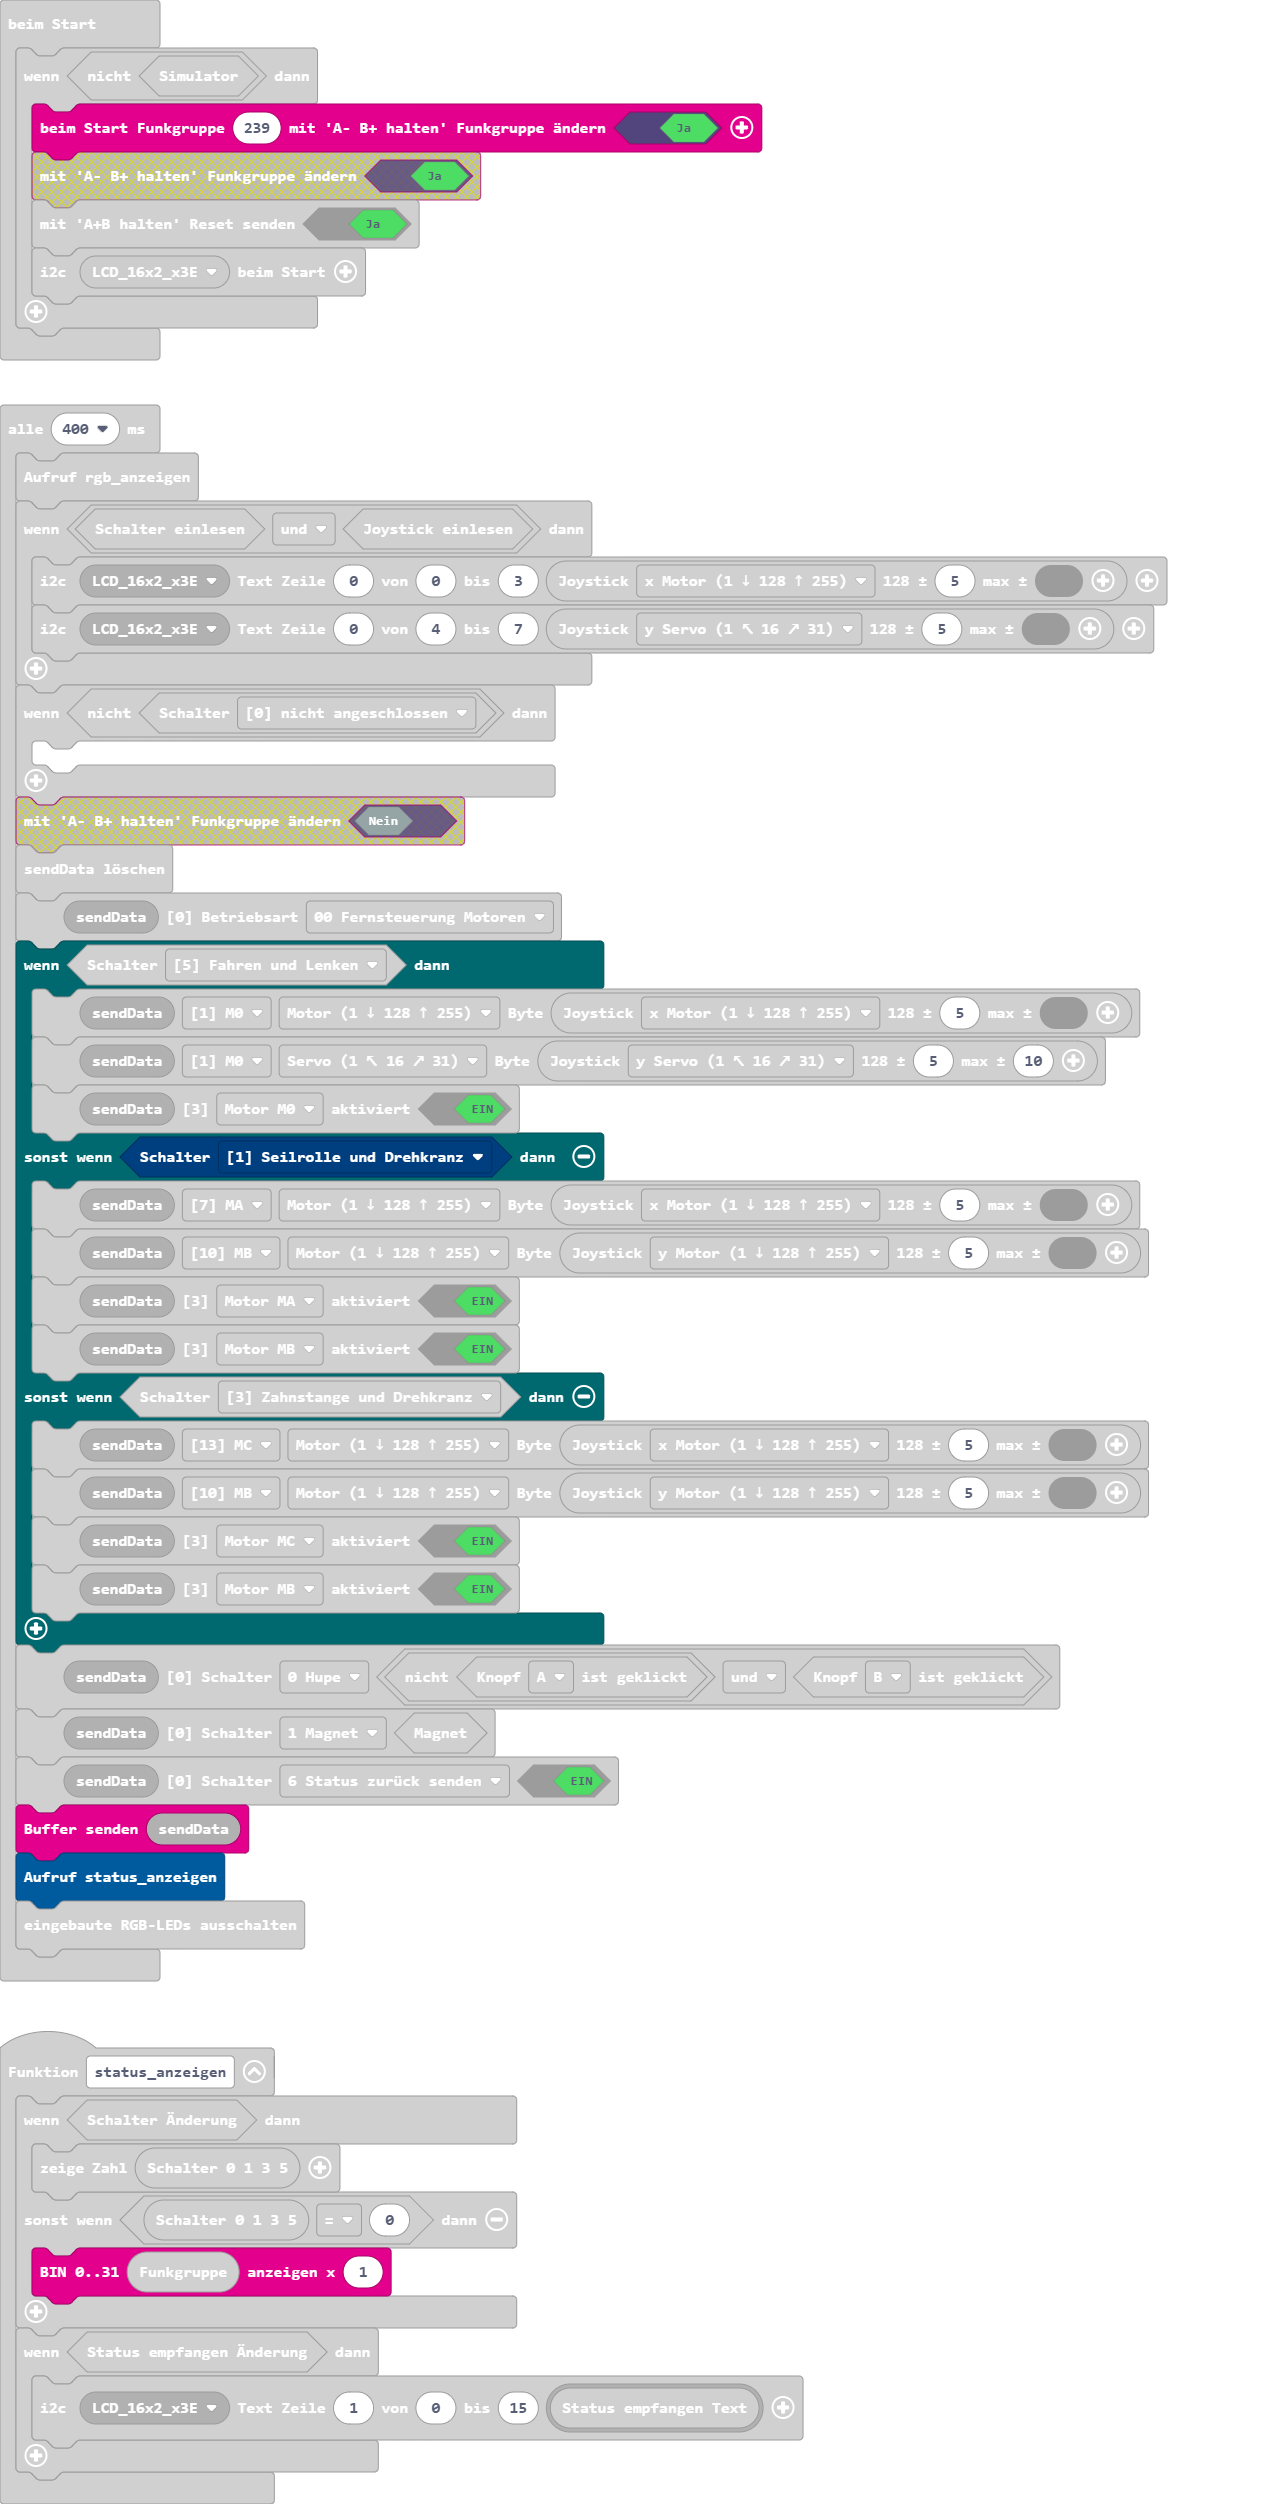 beim Start
wenn nicht Simulator dann
beim Start Funkgruppe 239 mit 'A- B+ halten' Funkgruppe ändern Ja
mit 'A- B+ halten' Funkgruppe ändern Ja
mit 'A+B halten' Reset senden Ja
i2c LCD_16x2_x3E beim Start
alle 400 ms
Aufruf rgb_anzeigen
wenn Schalter einlesen und Joystick einlesen dann
i2c LCD_16x2_x3E Text Zeile 0 von 0 bis 3 Joystick x Motor (1 ↓ 128 ↑ 255) 128 ± 5 max ±
i2c LCD_16x2_x3E Text Zeile 0 von 4 bis 7 Joystick y Servo (1 ↖ 16 ↗ 31) 128 ± 5 max ±
wenn nicht Schalter [0] nicht angeschlossen dann
mit 'A- B+ halten' Funkgruppe ändern Nein
sendData löschen
sendData [0] Betriebsart 00 Fernsteuerung Motoren
wenn Schalter [5] Fahren und Lenken dann
sendData [1] M0 Motor (1 ↓ 128 ↑ 255) Byte Joystick x Motor (1 ↓ 128 ↑ 255) 128 ± 5 max ±
sendData [1] M0 Servo (1 ↖ 16 ↗ 31) Byte Joystick y Servo (1 ↖ 16 ↗ 31) 128 ± 5 max ± 10
sendData [3] Motor M0 aktiviert EIN
sonst wenn Schalter [1] Seilrolle und Drehkranz dann
sendData [7] MA Motor (1 ↓ 128 ↑ 255) Byte Joystick x Motor (1 ↓ 128 ↑ 255) 128 ± 5 max ±
sendData [10] MB Motor (1 ↓ 128 ↑ 255) Byte Joystick y Motor (1 ↓ 128 ↑ 255) 128 ± 5 max ±
sendData [3] Motor MA aktiviert EIN
sendData [3] Motor MB aktiviert EIN
sonst wenn Schalter [3] Zahnstange und Drehkranz dann
sendData [13] MC Motor (1 ↓ 128 ↑ 255) Byte Joystick x Motor (1 ↓ 128 ↑ 255) 128 ± 5 max ±
sendData [10] MB Motor (1 ↓ 128 ↑ 255) Byte Joystick y Motor (1 ↓ 128 ↑ 255) 128 ± 5 max ±
sendData [3] Motor MC aktiviert EIN
sendData [3] Motor MB aktiviert EIN
sendData [0] Schalter 0 Hupe nicht Knopf A ist geklickt und Knopf B ist geklickt
sendData [0] Schalter 1 Magnet Magnet
sendData [0] Schalter 6 Status zurück senden EIN
Buffer senden sendData
Aufruf status_anzeigen
eingebaute RGB-LEDs ausschalten
Funktion status_anzeigen
wenn Schalter Änderung dann
zeige Zahl Schalter 0 1 3 5
sonst wenn Schalter 0 1 3 5 = 0 dann
BIN 0..31 Funkgruppe anzeigen x 1
wenn Status empfangen Änderung dann
i2c LCD_16x2_x3E Text Zeile 1 von 0 bis 15 Status empfangen Text